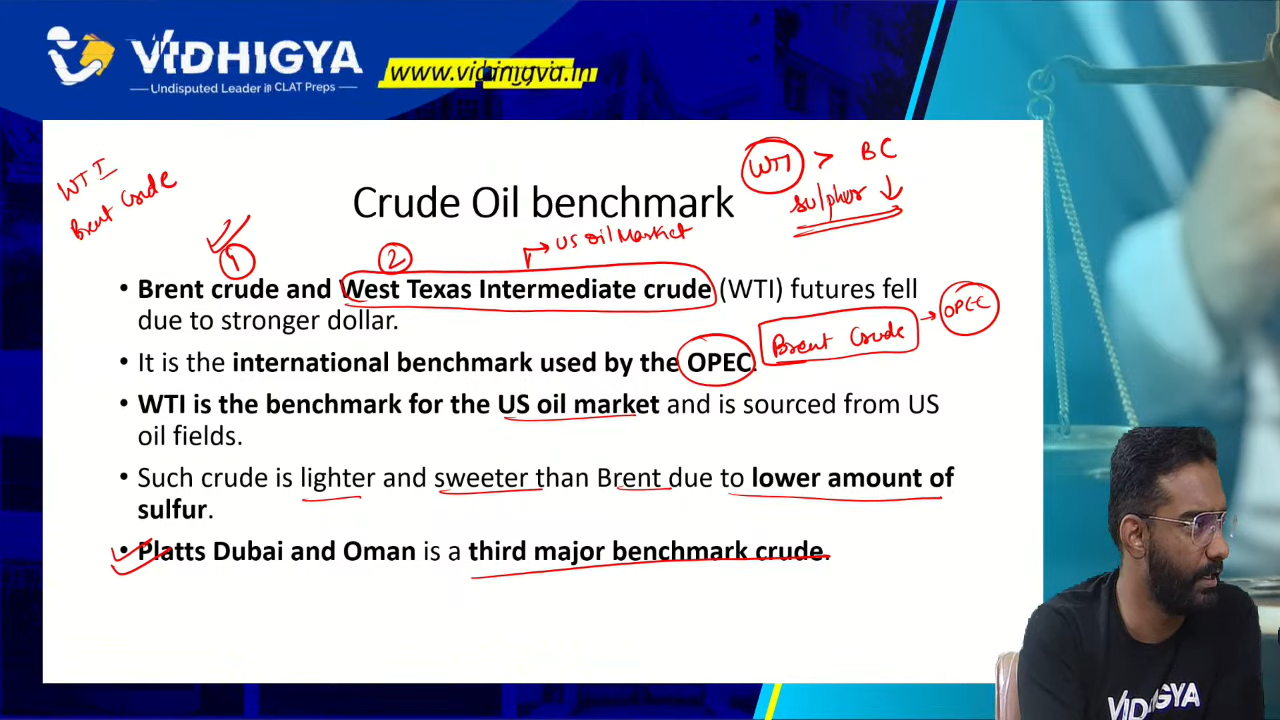 VIDHIGYA
Undisputed Leader in CLAT Preps
www.vidhigya.in
WTI
Brent Crude
WTI > BC
sulphur ↓
Crude Oil benchmark
US Oil Market
1
2
• Brent crude and West Texas Intermediate crude (WTI) futures fell
due to stronger dollar.
Brent Crude → OPEC
• It is the international benchmark used by the OPEC.
• WTI is the benchmark for the US oil market and is sourced from US
oil fields.
• Such crude is lighter and sweeter than Brent due to lower amount of
sulfur.
• Platts Dubai and Oman is a third major benchmark crude.
VIDHIGYA